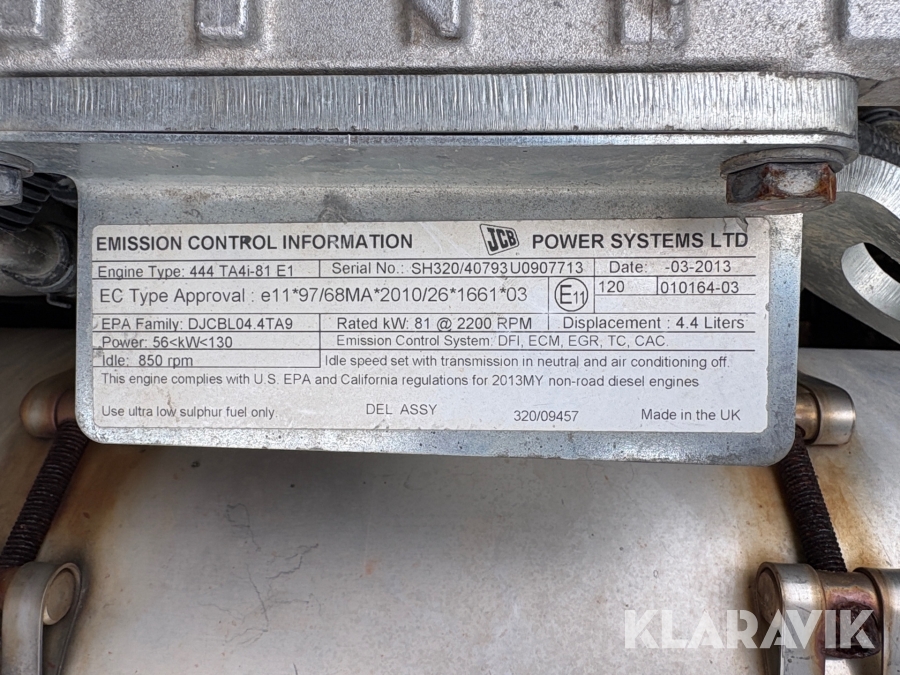 EMISSION CONTROL INFORMATION JCB POWER SYSTEMS LTD
Engine Type: 444 TA4i-81 E1 Serial No.: SH320/40793U0907713 Date: -03-2013
EC Type Approval : e11*97/68MA*2010/26*1661*03 E11 120 010164-03
EPA Family: DJCBL04.4TA9 Rated kW: 81 @ 2200 RPM Displacement : 4.4 Liters
Power: 56<kW<130 Emission Control System: DFI, ECM, EGR, TC, CAC.
Idle: 850 rpm Idle speed set with transmission in neutral and air conditioning off.
This engine complies with U.S. EPA and California regulations for 2013MY non-road diesel engines
Use ultra low sulphur fuel only. DEL ASSY 320/09457 Made in the UK
KLARAVIK